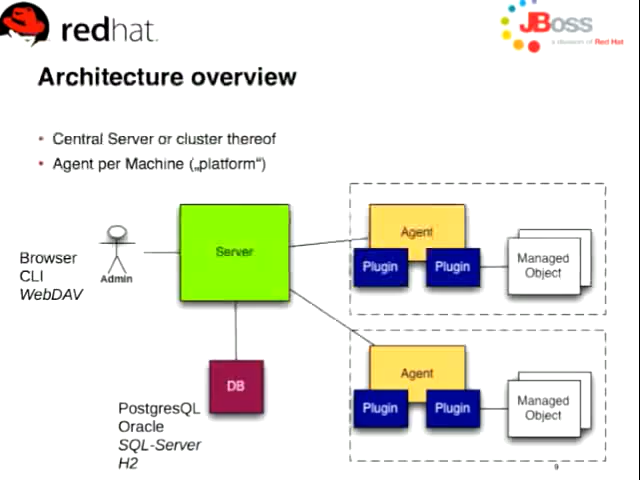 redhat.
JBoss
a division of Red Hat
Architecture overview
• Central Server or cluster thereof
• Agent per Machine („platform“)
Browser
CLI
WebDAV
Admin
Server
DB
PostgresQL
Oracle
SQL-Server
H2
Agent
Plugin
Plugin
Managed
Object
Agent
Plugin
Plugin
Managed
Object
9